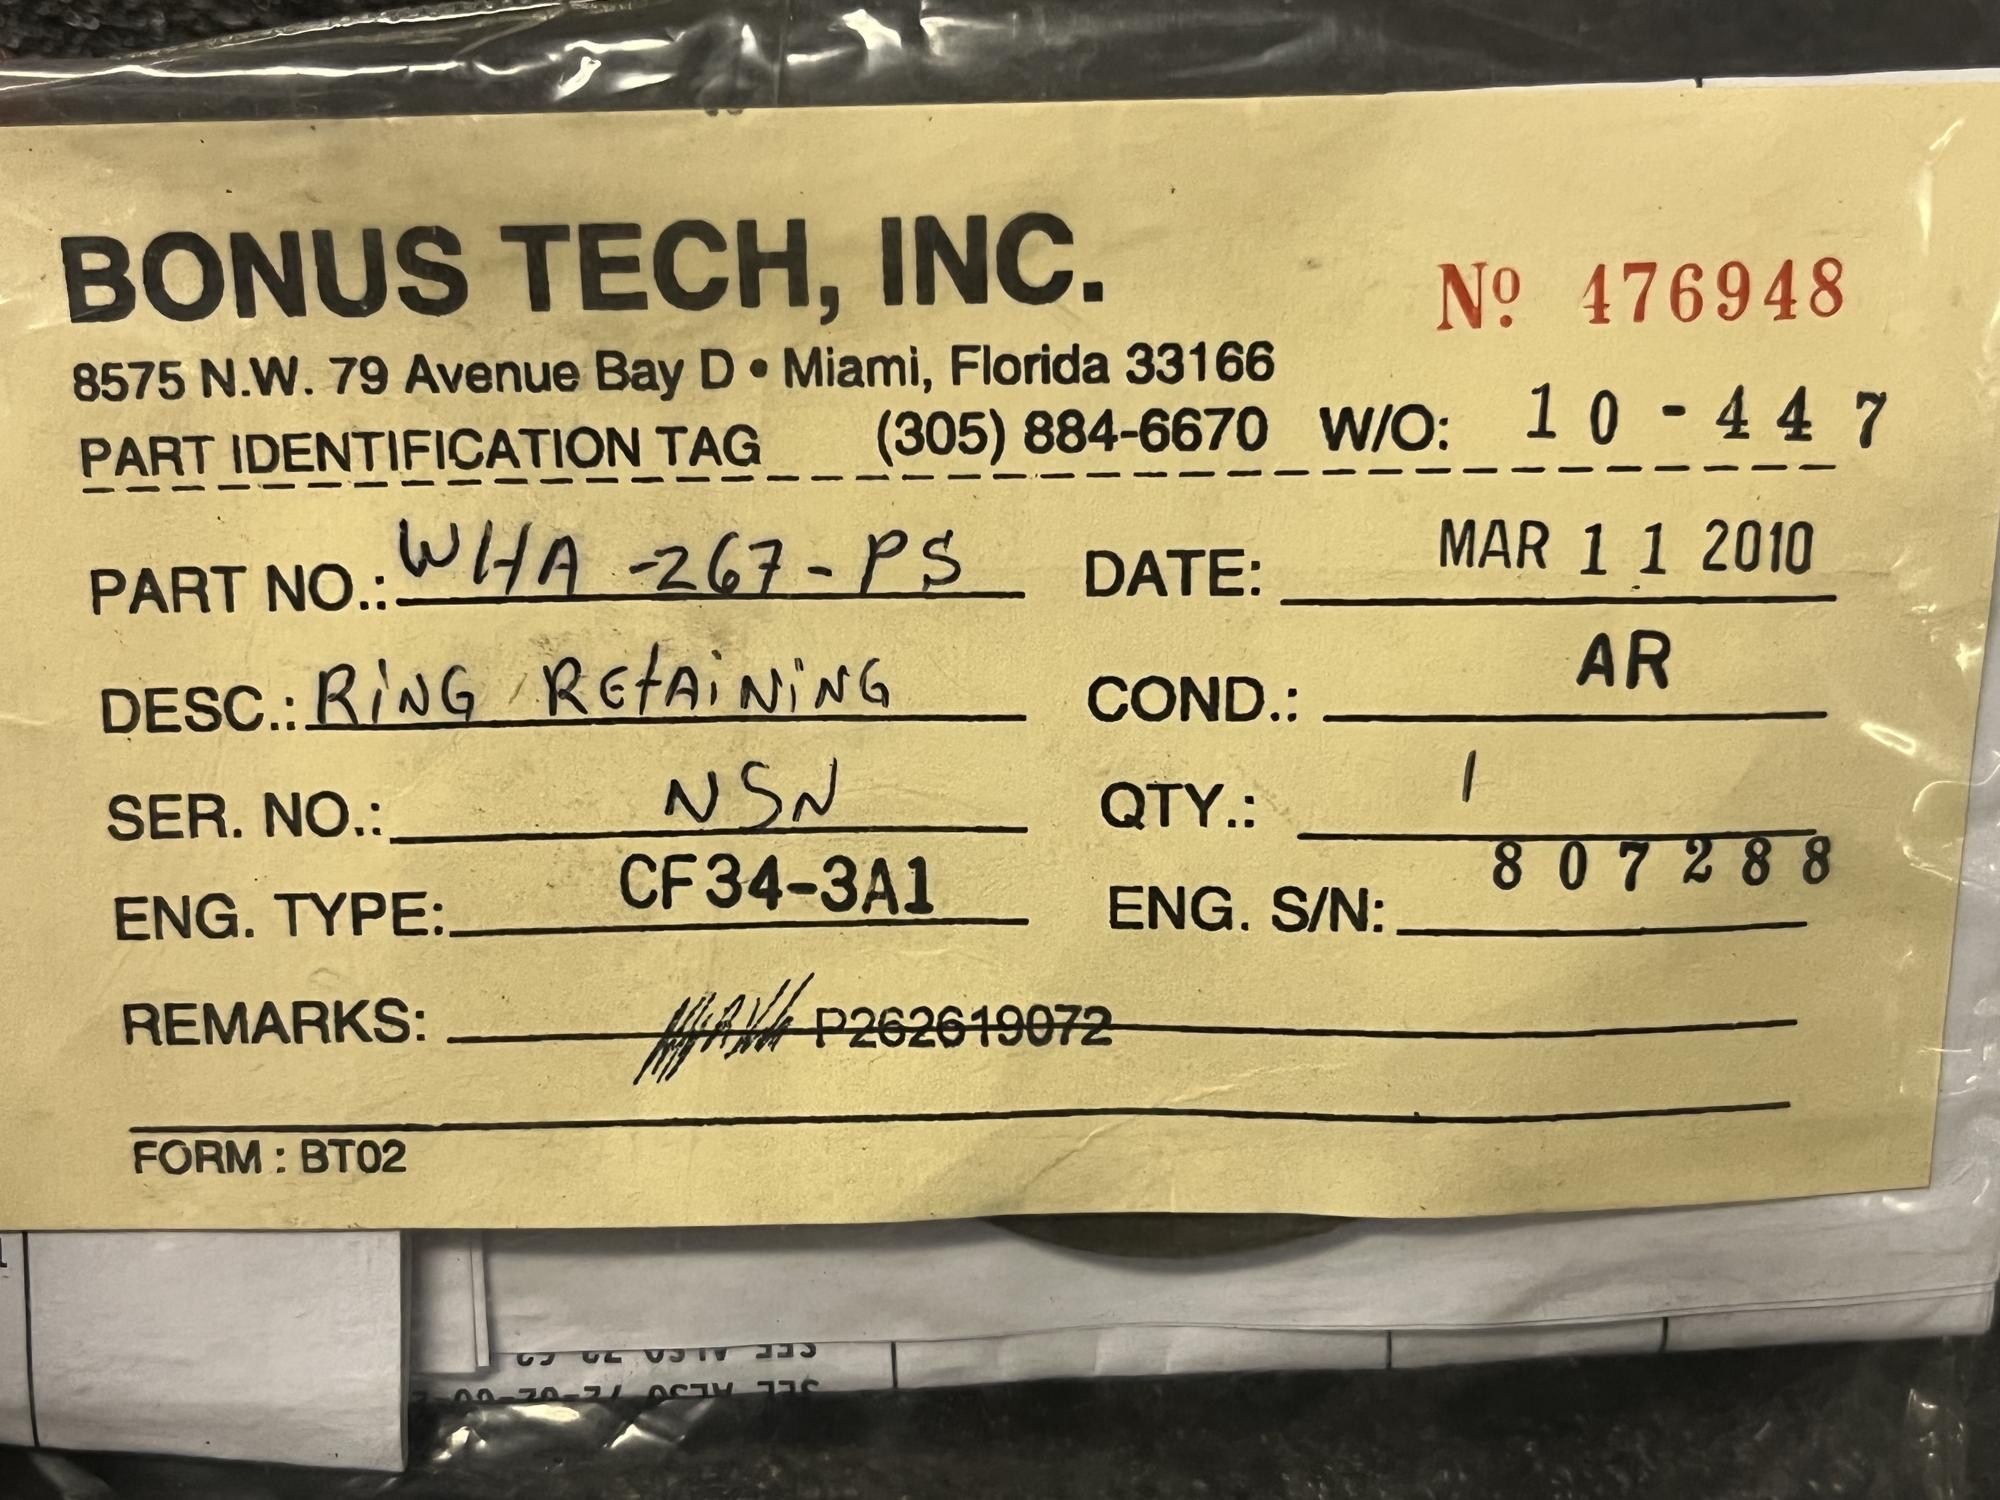 BONUS TECH, INC.
Nº 476948
8575 N.W. 79 Avenue Bay D • Miami, Florida 33166
PART IDENTIFICATION TAG (305) 884-6670 W/O: 10-447
PART NO.: WHA-267-PS DATE: MAR 11 2010
DESC.: RING RETAINING COND.: AR
SER. NO.: NSN QTY.: 1
ENG. TYPE: CF34-3A1 ENG. S/N: 807288
REMARKS: P262619072
FORM: BT02